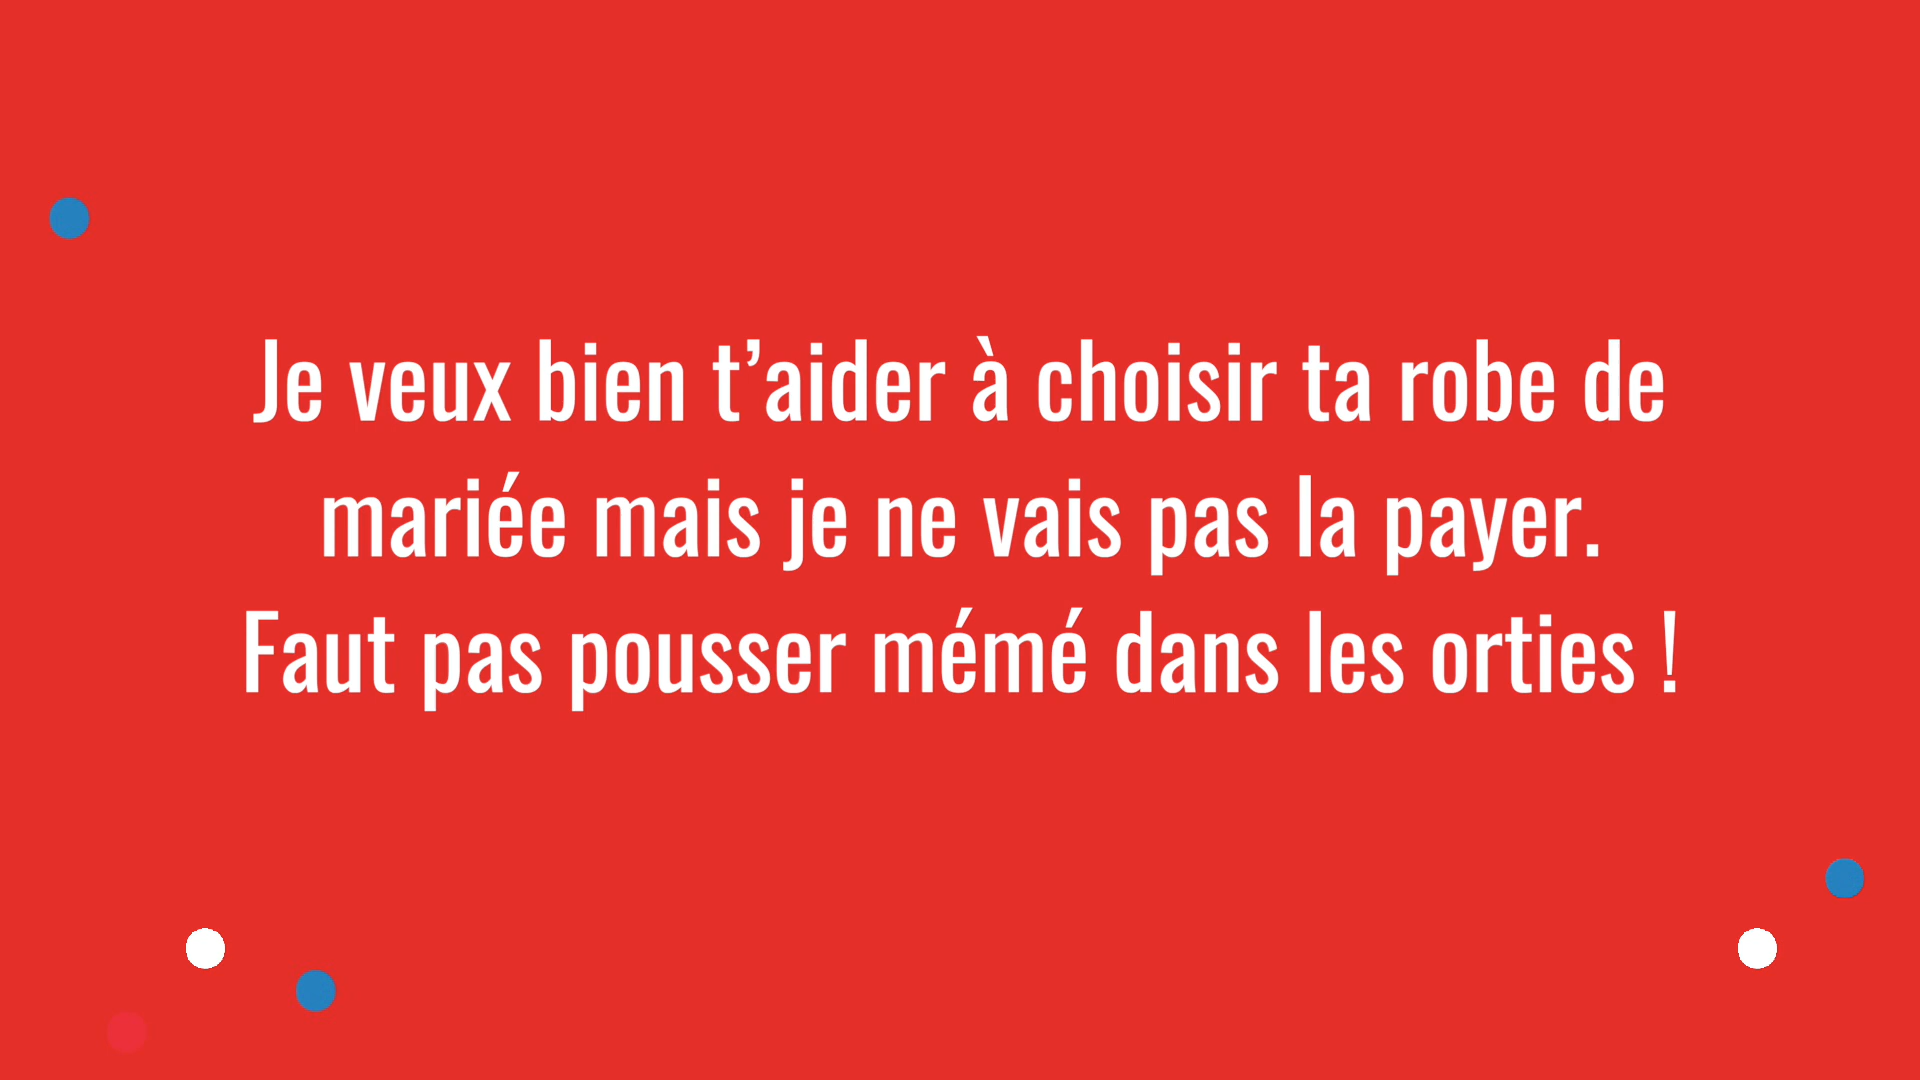 Je veux bien t’aider à choisir ta robe de
mariée mais je ne vais pas la payer.
Faut pas pousser mémé dans les orties !